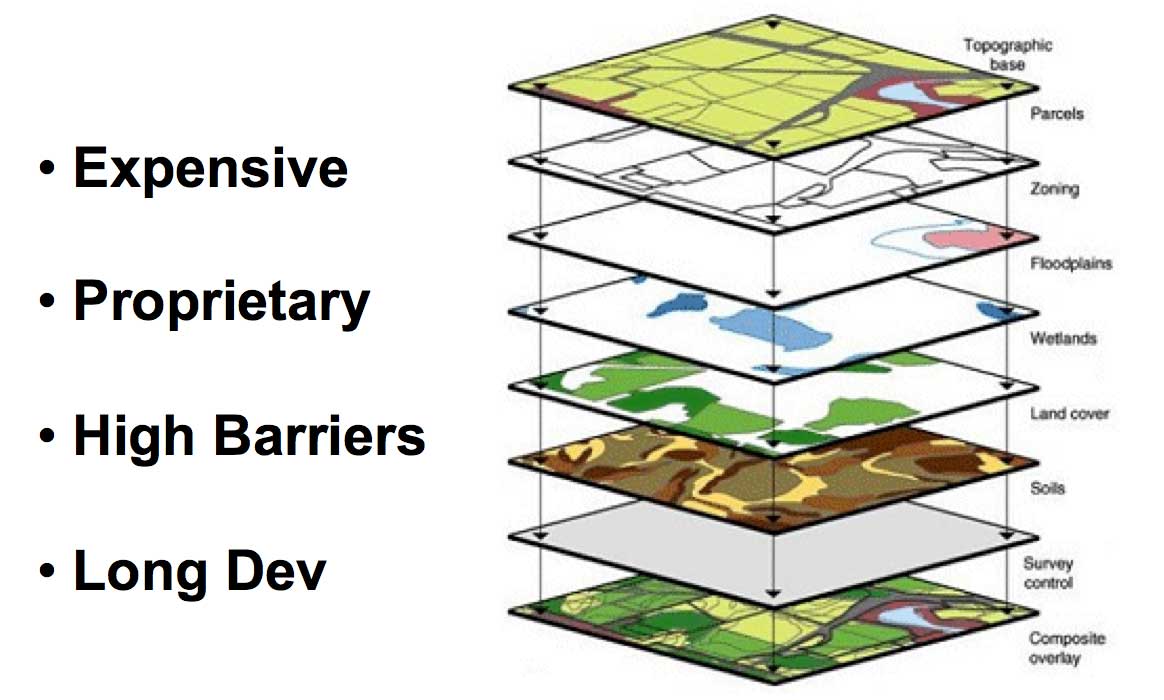 • Expensive
• Proprietary
• High Barriers
• Long Dev
Topographic
base
Parcels
Zoning
Floodplains
Wetlands
Land cover
Soils
Survey
control
Composite
overlay